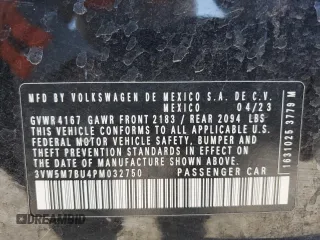 MFD BY VOLKSWAGEN DE MEXICO S.A. DE C.V.
MEXICO 04/23
GVWR 4167 GAWR FRONT 2183 / REAR 2094 LBS
THIS VEHICLE CONFORMS TO ALL APPLICABLE
FEDERAL MOTOR VEHICLE SAFETY, BUMPER AND
THEFT PREVENTION STANDARDS IN EFFECT ON
THE DATE OF MANUFACTURE SHOWN ABOVE.
3VW5M7BU4PM032750 PASSENGER CAR
1031025 3779 M
AUTOBIDMASTER